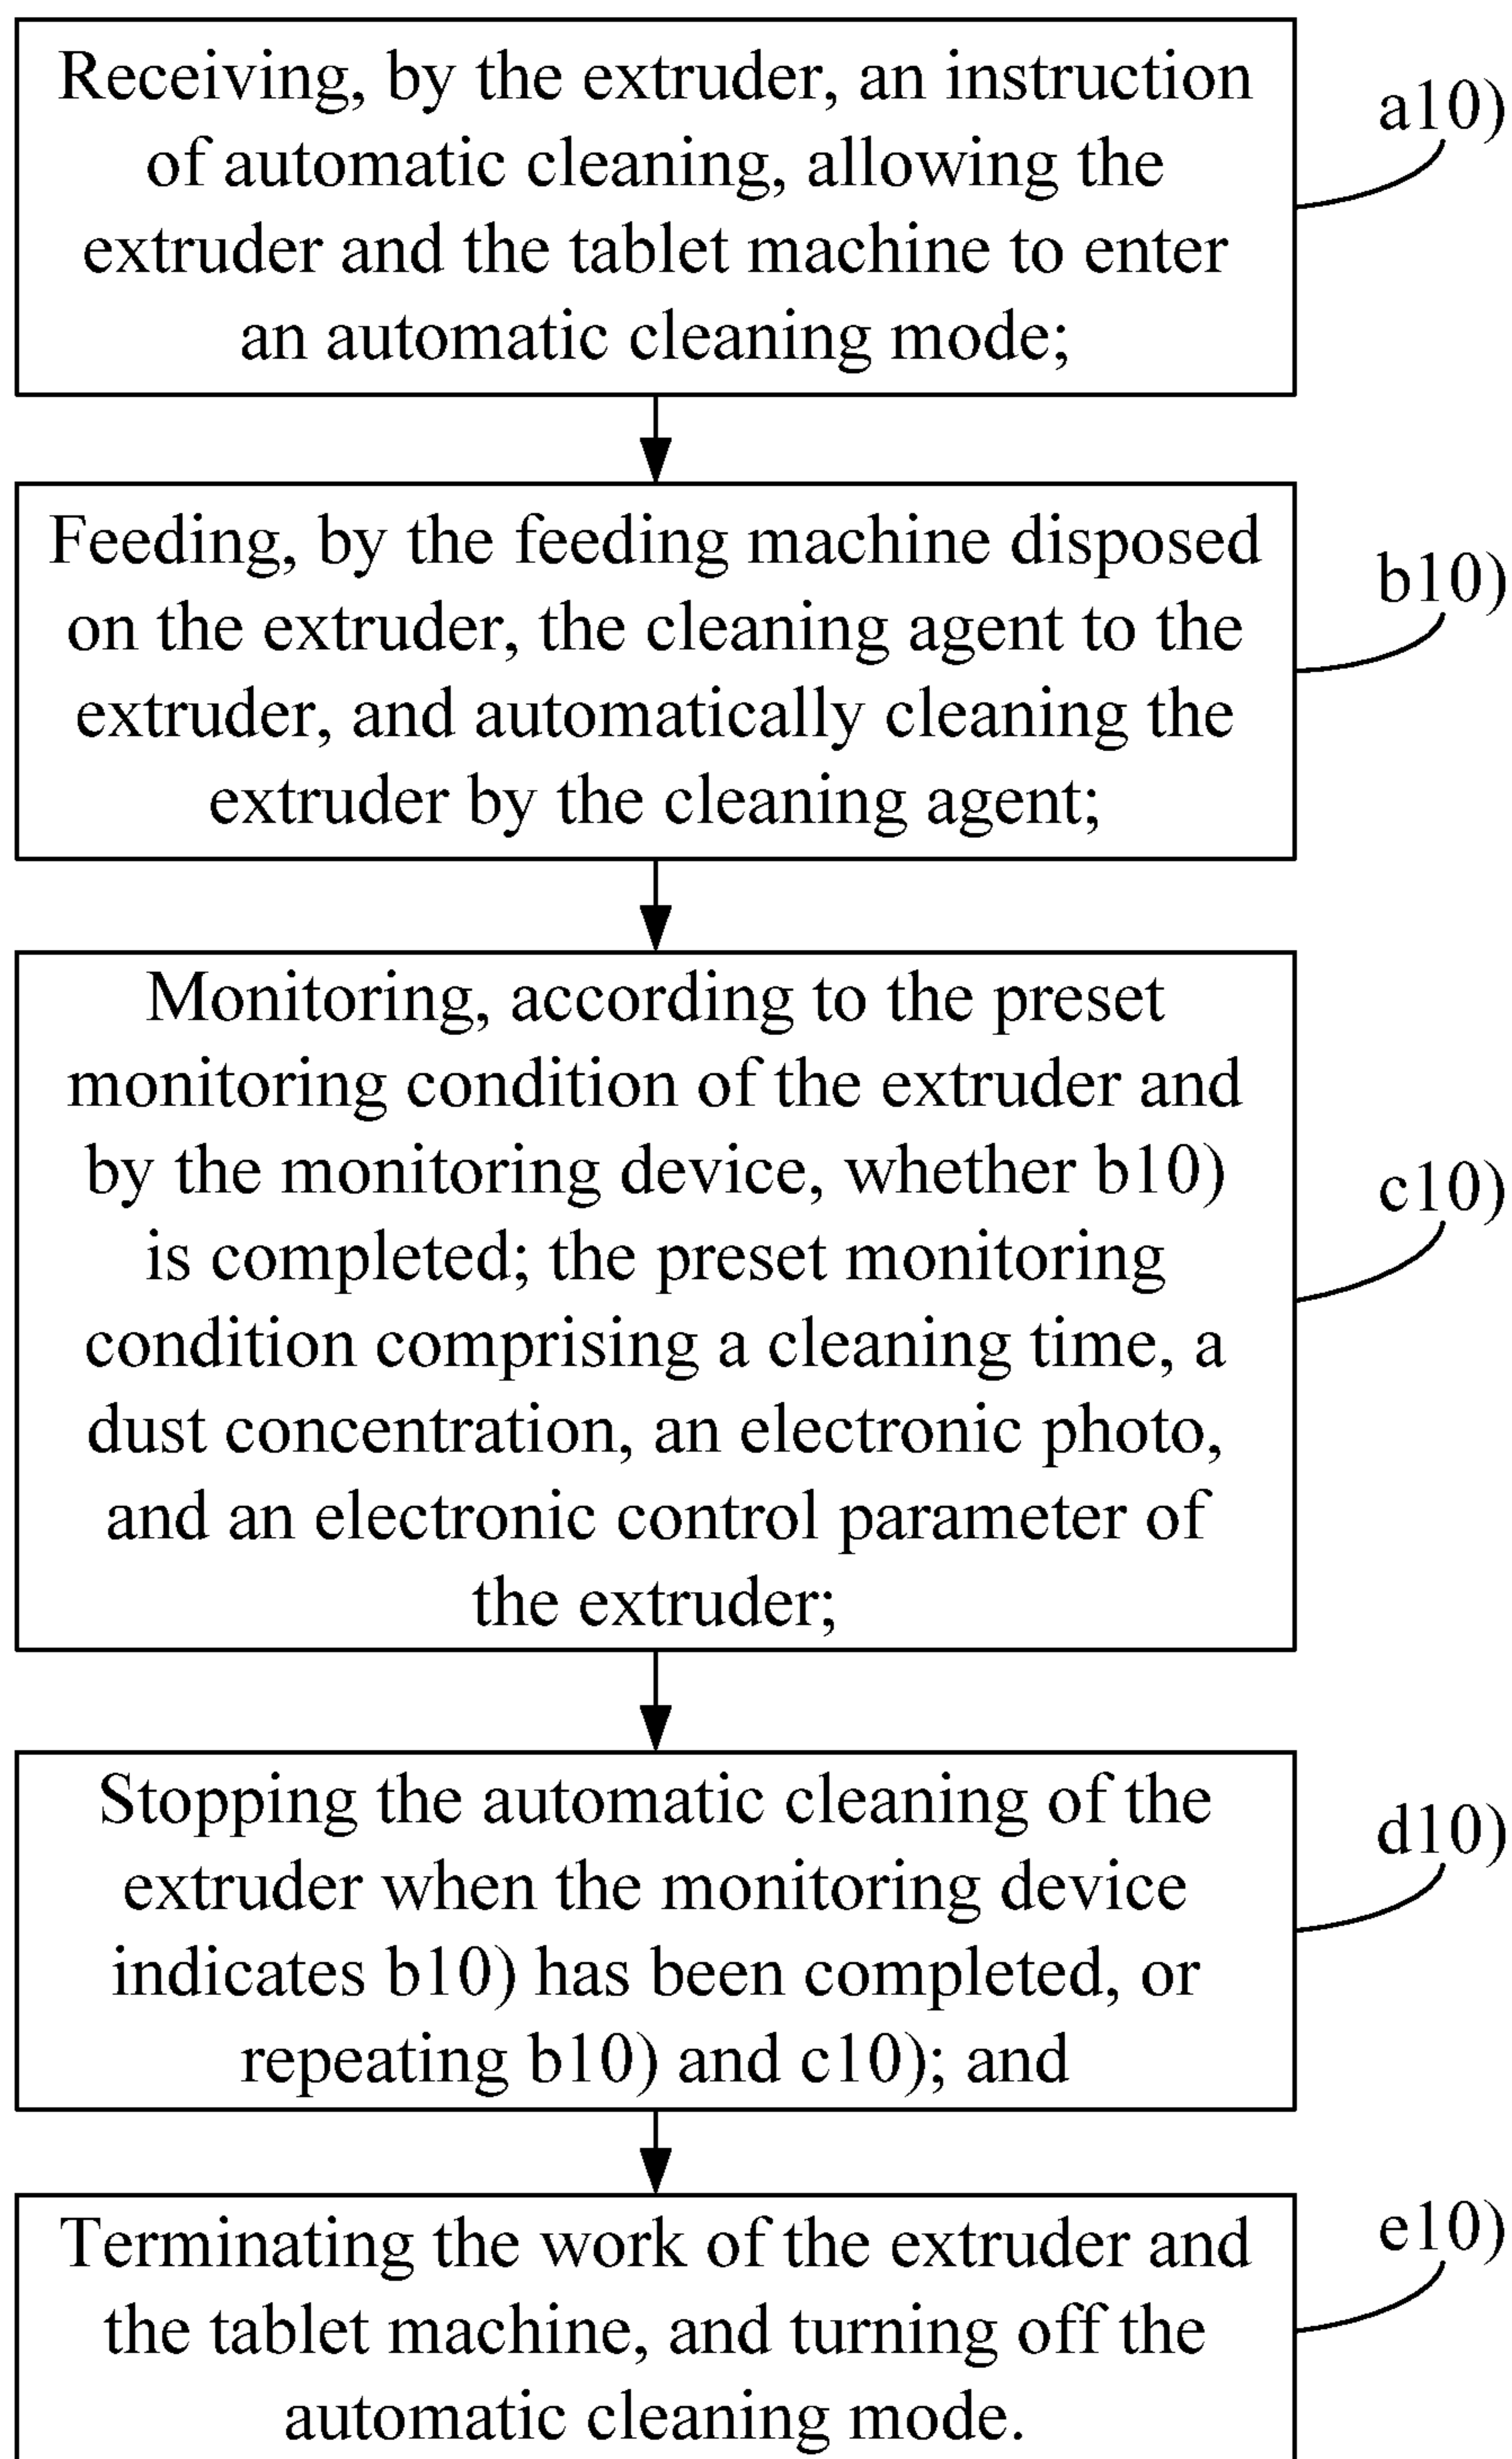 Receiving, by the extruder, an instruction
of automatic cleaning, allowing the
extruder and the tablet machine to enter
an automatic cleaning mode;
a10)
Feeding, by the feeding machine disposed
on the extruder, the cleaning agent to the
extruder, and automatically cleaning the
extruder by the cleaning agent;
b10)
Monitoring, according to the preset
monitoring condition of the extruder and
by the monitoring device, whether b10)
is completed; the preset monitoring
condition comprising a cleaning time, a
dust concentration, an electronic photo,
and an electronic control parameter of
the extruder;
c10)
Stopping the automatic cleaning of the
extruder when the monitoring device
indicates b10) has been completed, or
repeating b10) and c10); and
d10)
Terminating the work of the extruder and
the tablet machine, and turning off the
automatic cleaning mode.
e10)